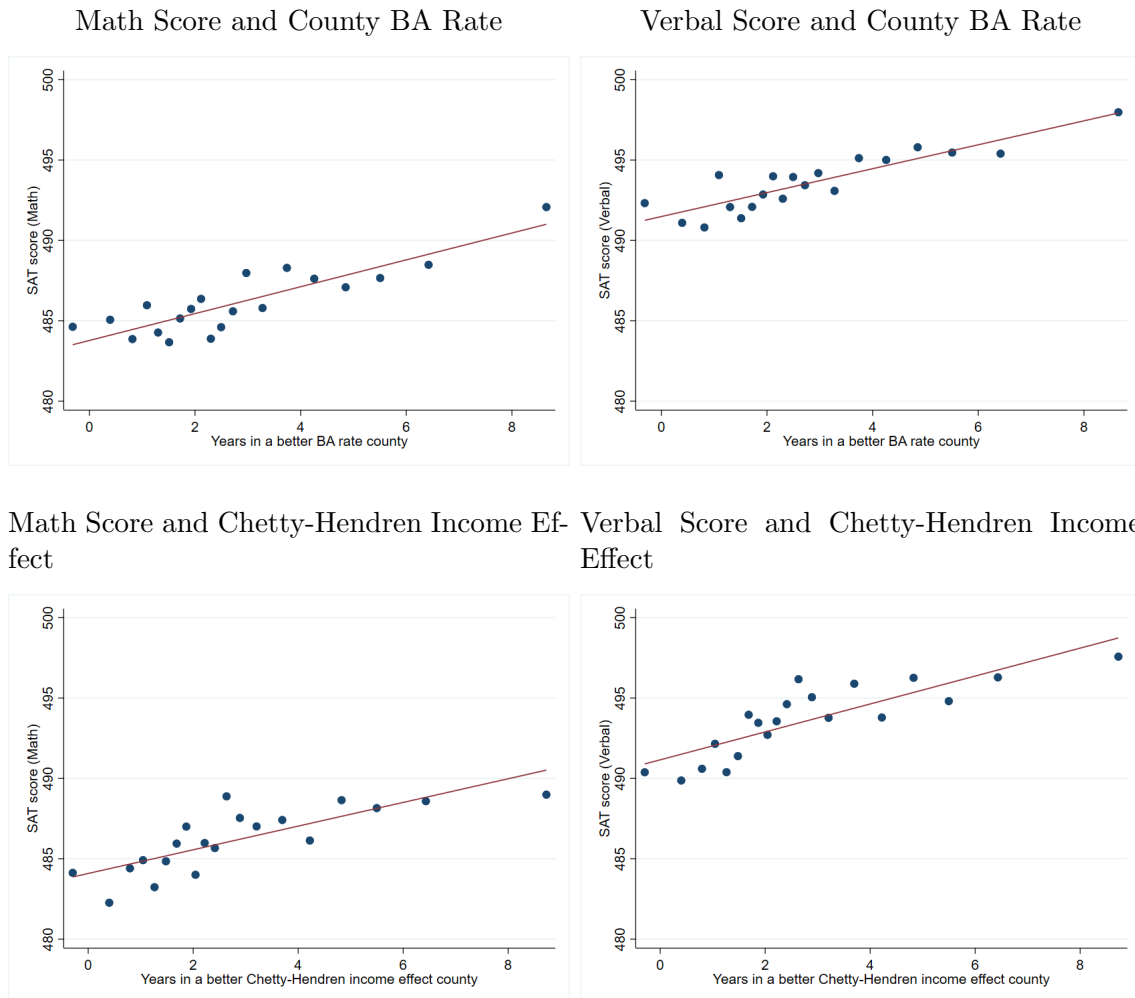 Math Score and County BA Rate
Verbal Score and County BA Rate
500
495
490
485
480
SAT score (Math)
0 2 4 6 8
Years in a better BA rate county
500
495
490
485
480
SAT score (Verbal)
0 2 4 6 8
Years in a better BA rate county
Math Score and Chetty-Hendren Income Ef-
fect
Verbal Score and Chetty-Hendren Income
Effect
500
495
490
485
480
SAT score (Math)
0 2 4 6 8
Years in a better Chetty-Hendren income effect county
500
495
490
485
480
SAT score (Verbal)
0 2 4 6 8
Years in a better Chetty-Hendren income effect county